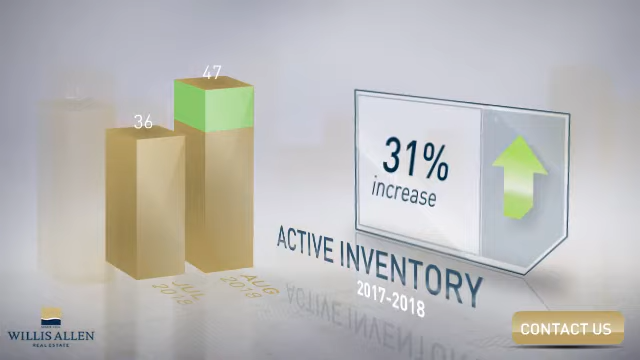 47
36
31%
increase
ACTIVE INVENTORY
2017-2018
JUL
2018
AUG
2018
WILLIS ALLEN
REAL ESTATE
CONTACT US